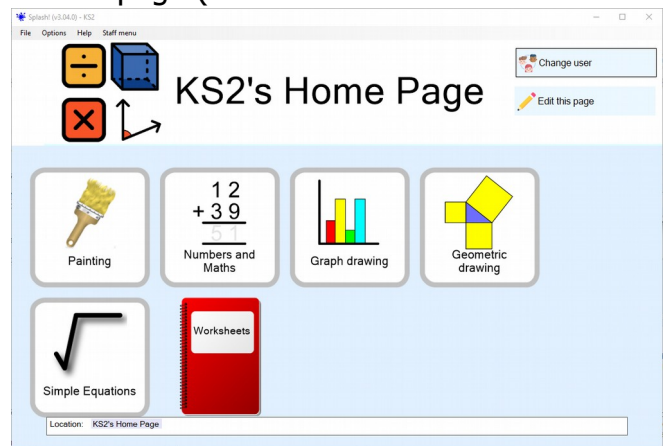 Splash! (v3.04.0) - KS2
File Options Help Staff menu
KS2's Home Page
Change user
Edit this page
Painting
1 2
+ 3 9
5 1
Numbers and
Maths
Graph drawing
Geometric
drawing
Simple Equations
Worksheets
Location: KS2's Home Page